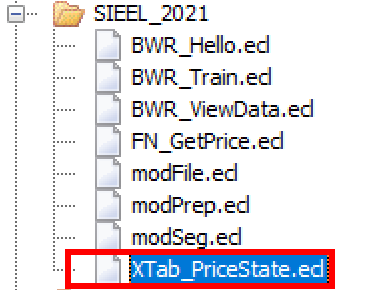 SIEEL_2021
BWR_Hello.ecl
BWR_Train.ecl
BWR_ViewData.ecl
FN_GetPrice.ecl
modFile.ecl
modPrep.ecl
modSeg.ecl
XTab_PriceState.ecl